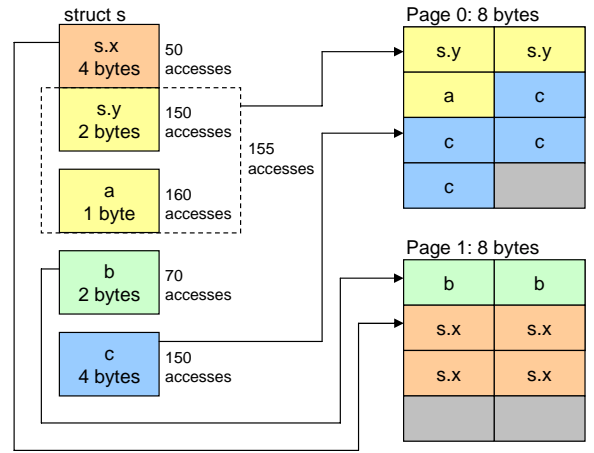 struct s
s.x
4 bytes
50
accesses
s.y
2 bytes
150
accesses
155
accesses
a
1 byte
160
accesses
b
2 bytes
70
accesses
c
4 bytes
150
accesses
Page 0: 8 bytes
s.y s.y
a c
c c
c
Page 1: 8 bytes
b b
s.x s.x
s.x s.x